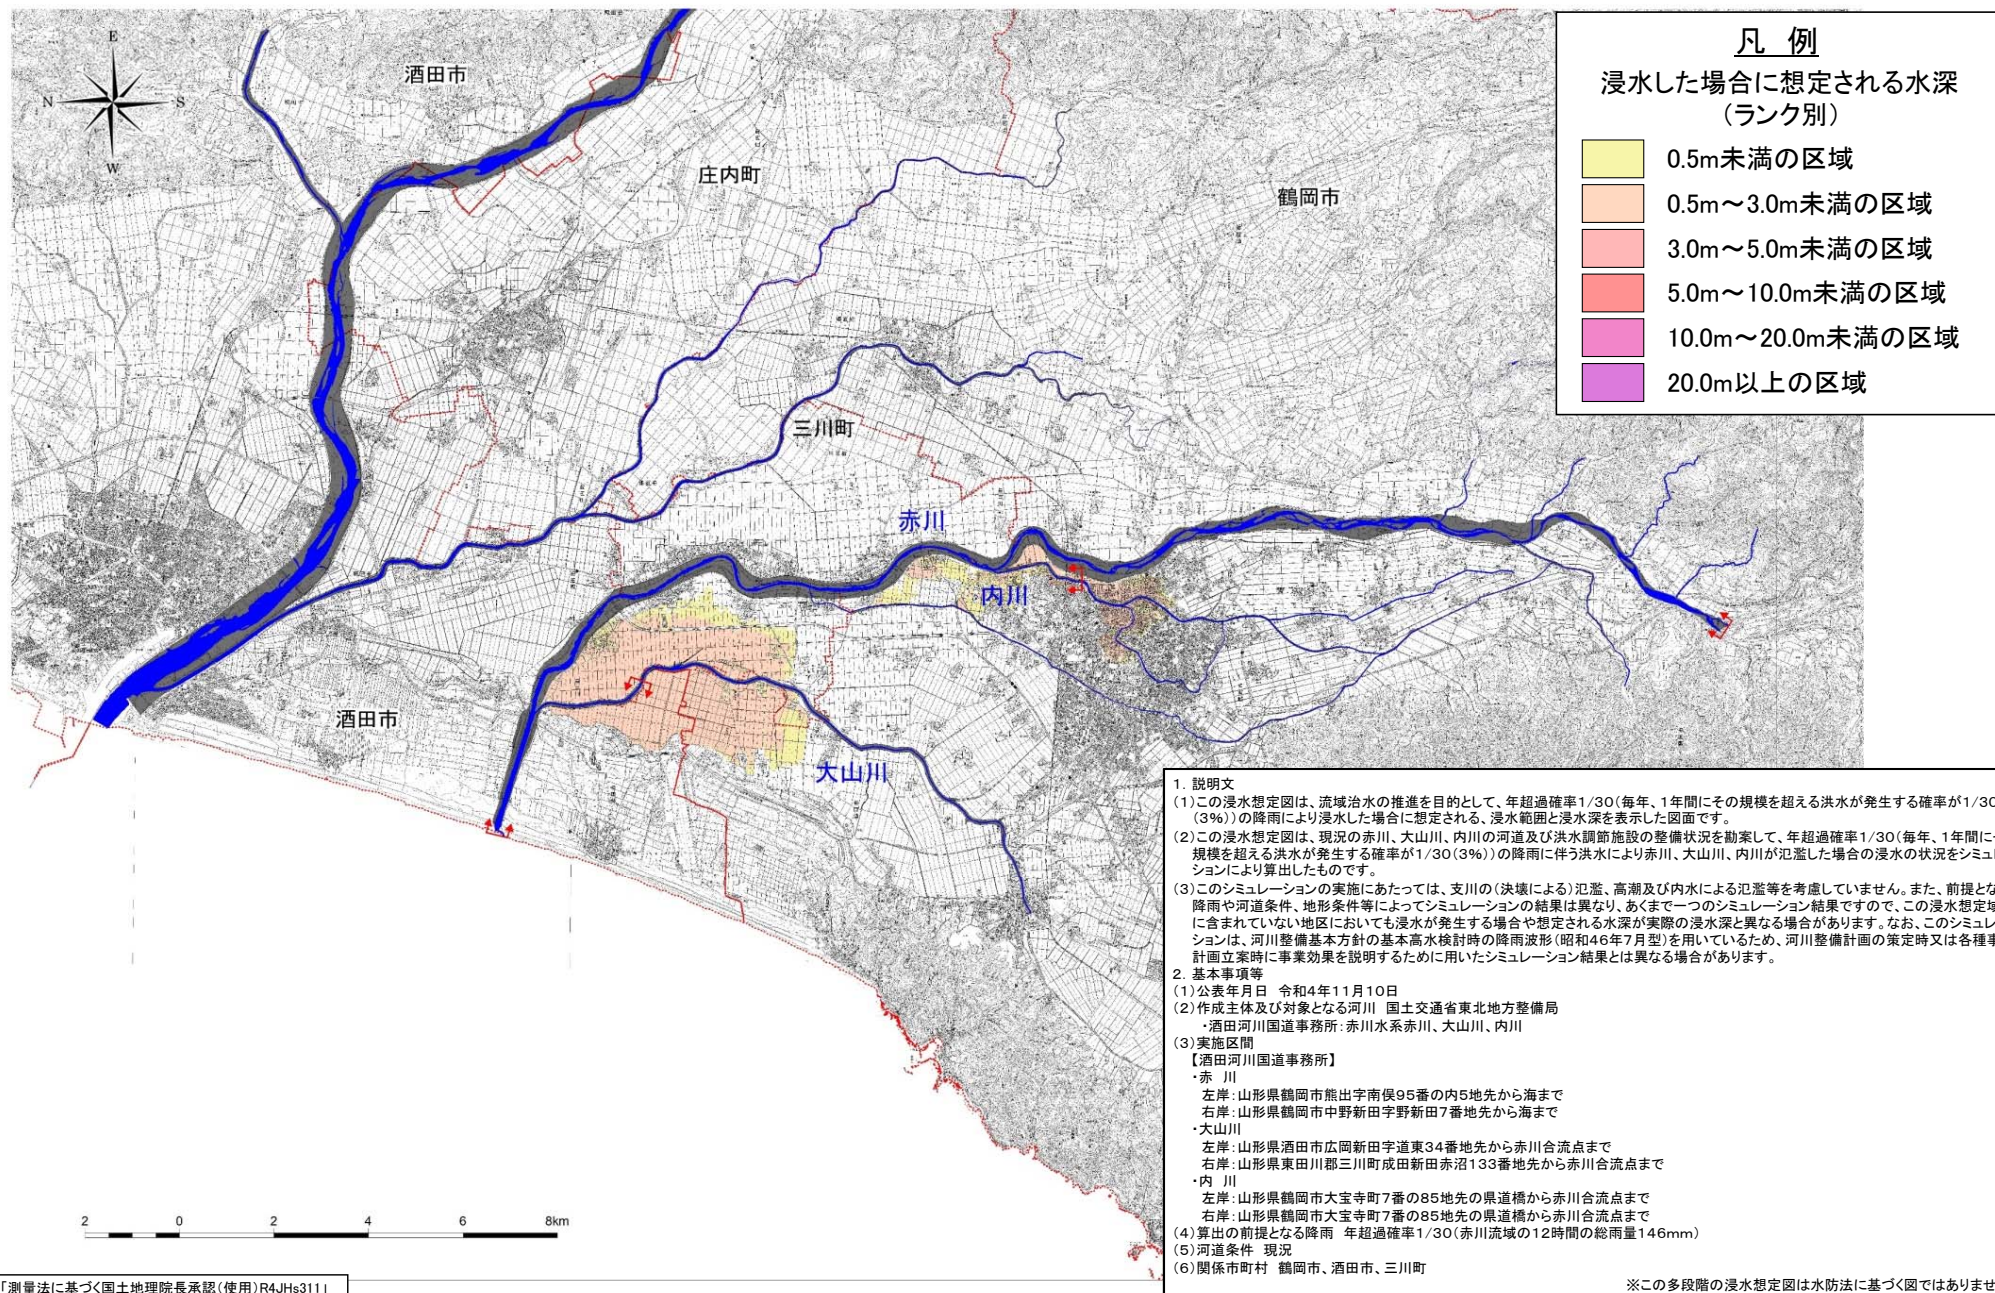 凡 例
浸水した場合に想定される水深
(ランク別)
0.5m未満の区域
0.5m～3.0m未満の区域
3.0m～5.0m未満の区域
5.0m～10.0m未満の区域
10.0m～20.0m未満の区域
20.0m以上の区域
E
N
S
W
酒田市
庄内町
鶴岡市
三川町
赤川
内川
酒田市
大山川
1. 説明文
(1)この浸水想定図は、流域治水の推進を目的として、年超過確率1/30(毎年、1年間にその規模を超える洪水が発生する確率が1/30
(3%))の降雨により浸水した場合に想定される、浸水範囲と浸水深を表示した図面です。
(2)この浸水想定図は、現況の赤川、大山川、内川の河道及び洪水調節施設の整備状況を勘案して、年超過確率1/30(毎年、1年間に
規模を超える洪水が発生する確率が1/30(3%))の降雨に伴う洪水により赤川、大山川、内川が氾濫した場合の浸水の状況をシミュ
ションにより算出したものです。
(3)このシミュレーションの実施にあたっては、支川の(決壊による)氾濫、高潮及び内水による氾濫等を考慮していません。また、前提とな
降雨や河道条件、地形条件等によってシミュレーションの結果は異なり、あくまで一つのシミュレーション結果ですので、この浸水想定
に含まれていない地区においても浸水が発生する場合や想定される水深が実際の浸水深と異なる場合があります。なお、このシミュレ
ションは、河川整備基本方針の基本高水検討時の降雨波形(昭和46年7月型)を用いているため、河川整備計画の策定時又は各種
計画立案時に事業効果を説明するために用いたシミュレーション結果とは異なる場合があります。
2. 基本事項等
(1)公表年月日 令和4年11月10日
(2)作成主体及び対象となる河川 国土交通省東北地方整備局
・酒田河川国道事務所:赤川水系赤川、大山川、内川
(3)実施区間
【酒田河川国道事務所】
・赤 川
左岸:山形県鶴岡市熊出字南俣95番の内5地先から海まで
右岸:山形県鶴岡市中野新田字野新田7番地先から海まで
・大山川
左岸:山形県酒田市広岡新田字道東34番地先から赤川合流点まで
右岸:山形県東田川郡三川町成田新田赤沼133番地先から赤川合流点まで
・内 川
左岸:山形県鶴岡市大宝寺町7番の85地先の県道橋から赤川合流点まで
右岸:山形県鶴岡市大宝寺町7番の85地先の県道橋から赤川合流点まで
(4)算出の前提となる降雨 年超過確率1/30(赤川流域の12時間の総雨量146mm)
(5)河道条件 現況
(6)関係市町村 鶴岡市、酒田市、三川町
※この多段階の浸水想定図は水防法に基づく図ではありませ
2 0 2 4 6 8km
「測量法に基づく国土地理院長承認(使用)R4JHs311」